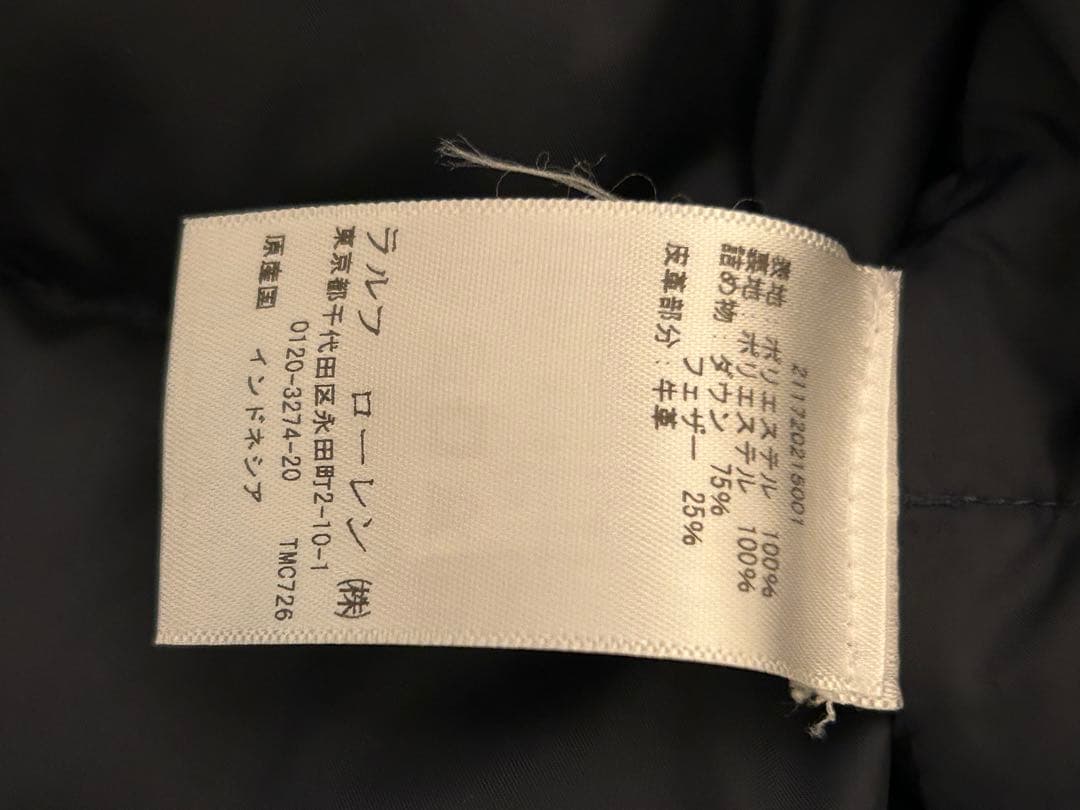 211720215001
表地 : ポリエステル 100%
裏地 : ポリエステル 100%
詰め物 : ダウン 75%
フェザー 25%
皮革部分 : 牛革
ラルフ ローレン (株)
東京都千代田区永田町2-10-1
0120-3274-20 TMC726
原産国 インドネシア